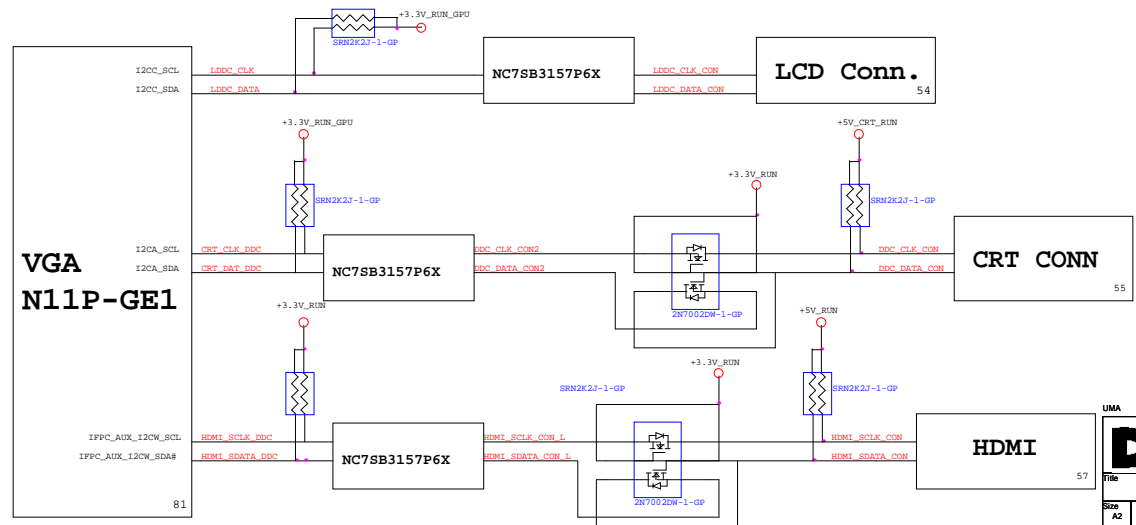 +3.3V_RUN_GPU
SRN2K2J-1-GP
I2CC_SCL
LDDC_CLK
NC7SB3157P6X
LDDC_CLK_CON
LCD Conn.
I2CC_SDA
LDDC_DATA
LDDC_DATA_CON
54
+3.3V_RUN_GPU
+5V_CRT_RUN
+3.3V_RUN
SRN2K2J-1-GP
SRN2K2J-1-GP
I2CA_SCL
CRT_CLK_DDC
DDC_CLK_CON2
DDC_CLK_CON
VGA
N11P-GE1
I2CA_SDA
CRT_DAT_DDC
NC7SB3157P6X
DDC_DATA_CON2
DDC_DATA_CON
CRT CONN
55
2N7002DW-1-GP
+3.3V_RUN
+5V_RUN
+3.3V_RUN
SRN2K2J-1-GP
SRN2K2J-1-GP
IFPC_AUX_I2CW_SCL
HDMI_SCLK_DDC
HDMI_SCLK_CON_L
HDMI_SCLK_CON
IFPC_AUX_I2CW_SDA#
HDMI_SDATA_DDC
NC7SB3157P6X
HDMI_SDATA_CON_L
HDMI_SDATA_CON
HDMI
57
81
2N7002DW-1-GP
UMA
D
Title
Size
A2